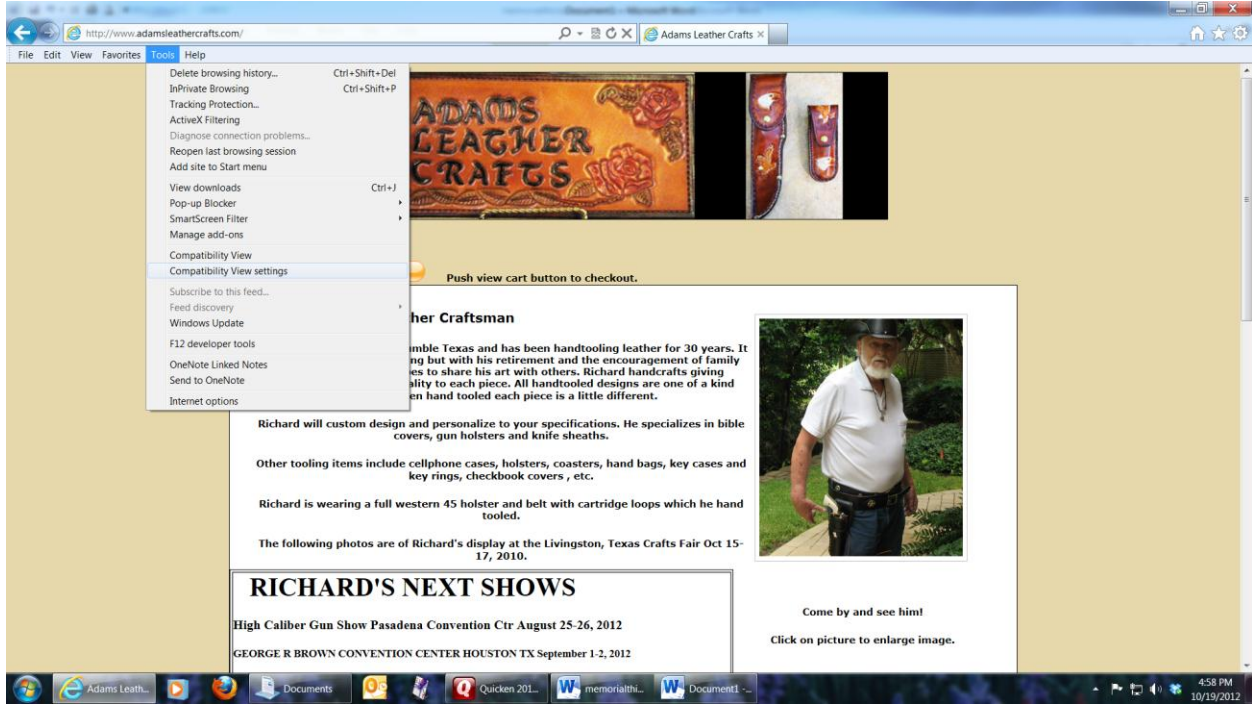 Document1 - Microsoft Word
http://www.adamsleathercrafts.com/
Adams Leather Crafts
File Edit View Favorites Tools Help
Delete browsing history... Ctrl+Shift+Del
InPrivate Browsing Ctrl+Shift+P
Tracking Protection...
ActiveX Filtering
Diagnose connection problems...
Reopen last browsing session
Add site to Start menu
View downloads Ctrl+J
Pop-up Blocker
SmartScreen Filter
Manage add-ons
Compatibility View
Compatibility View settings
Subscribe to this feed...
Feed discovery
Windows Update
F12 developer tools
OneNote Linked Notes
Send to OneNote
Internet options
ADAMS
LEATHER
CRAFTS
Push view cart button to checkout.
her Craftsman
mble Texas and has been handtooling leather for 30 years. It
ng but with his retirement and the encouragement of family
es to share his art with others. Richard handcrafts giving
ality to each piece. All handtooled designs are one of a kind
en hand tooled each piece is a little different.
Richard will custom design and personalize to your specifications. He specializes in bible
covers, gun holsters and knife sheaths.
Other tooling items include cellphone cases, holsters, coasters, hand bags, key cases and
key rings, checkbook covers , etc.
Richard is wearing a full western 45 holster and belt with cartridge loops which he hand
tooled.
The following photos are of Richard's display at the Livingston, Texas Crafts Fair Oct 15-
17, 2010.
RICHARD'S NEXT SHOWS
High Caliber Gun Show Pasadena Convention Ctr August 25-26, 2012
GEORGE R BROWN CONVENTION CENTER HOUSTON TX September 1-2, 2012
Come by and see him!
Click on picture to enlarge image.
Adams Leath...
Documents
Quicken 201...
memorialthi...
Document1 -...
4:58 PM
10/19/2012